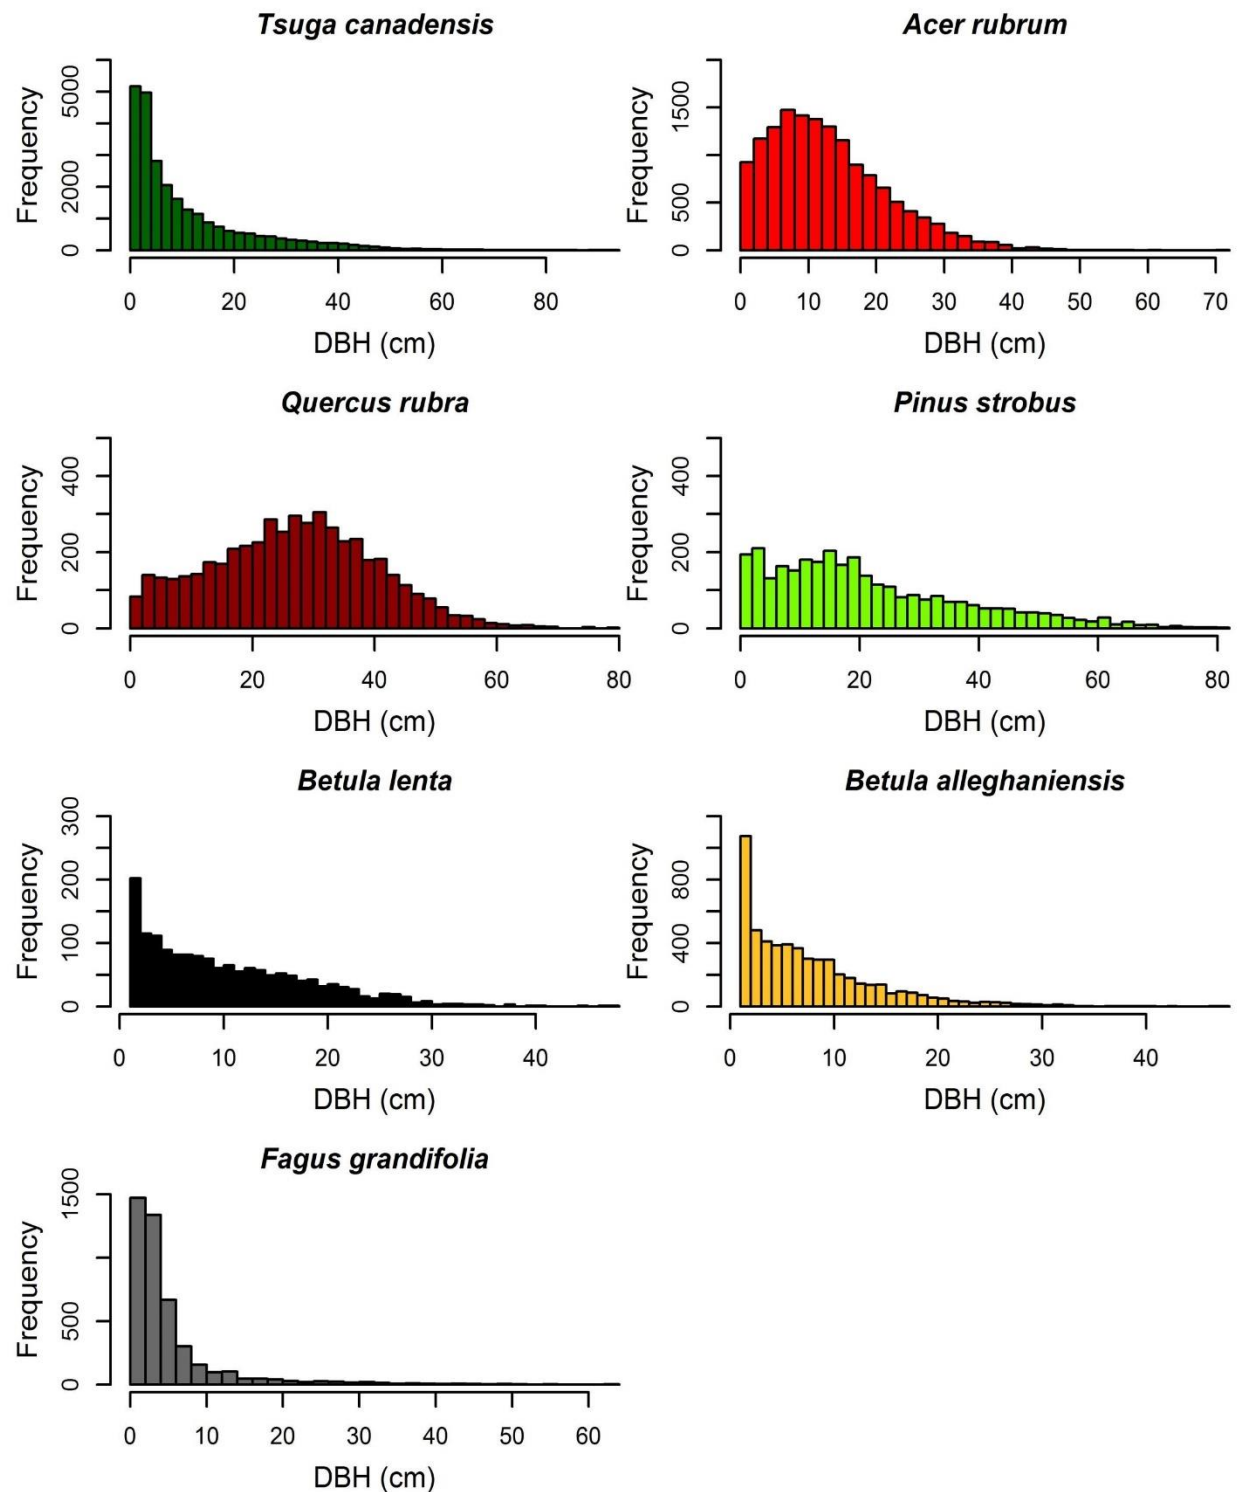 Tsuga canadensis
Frequency
0 2000 5000
0 20 40 60 80
DBH (cm)
Acer rubrum
Frequency
0 500 1500
0 10 20 30 40 50 60 70
DBH (cm)
Quercus rubra
Frequency
0 200 400
0 20 40 60 80
DBH (cm)
Pinus strobus
Frequency
0 200 400
0 20 40 60 80
DBH (cm)
Betula lenta
Frequency
0 100 200 300
0 10 20 30 40
DBH (cm)
Betula alleghaniensis
Frequency
0 400 800
0 10 20 30 40
DBH (cm)
Fagus grandifolia
Frequency
0 500 1500
0 10 20 30 40 50 60
DBH (cm)